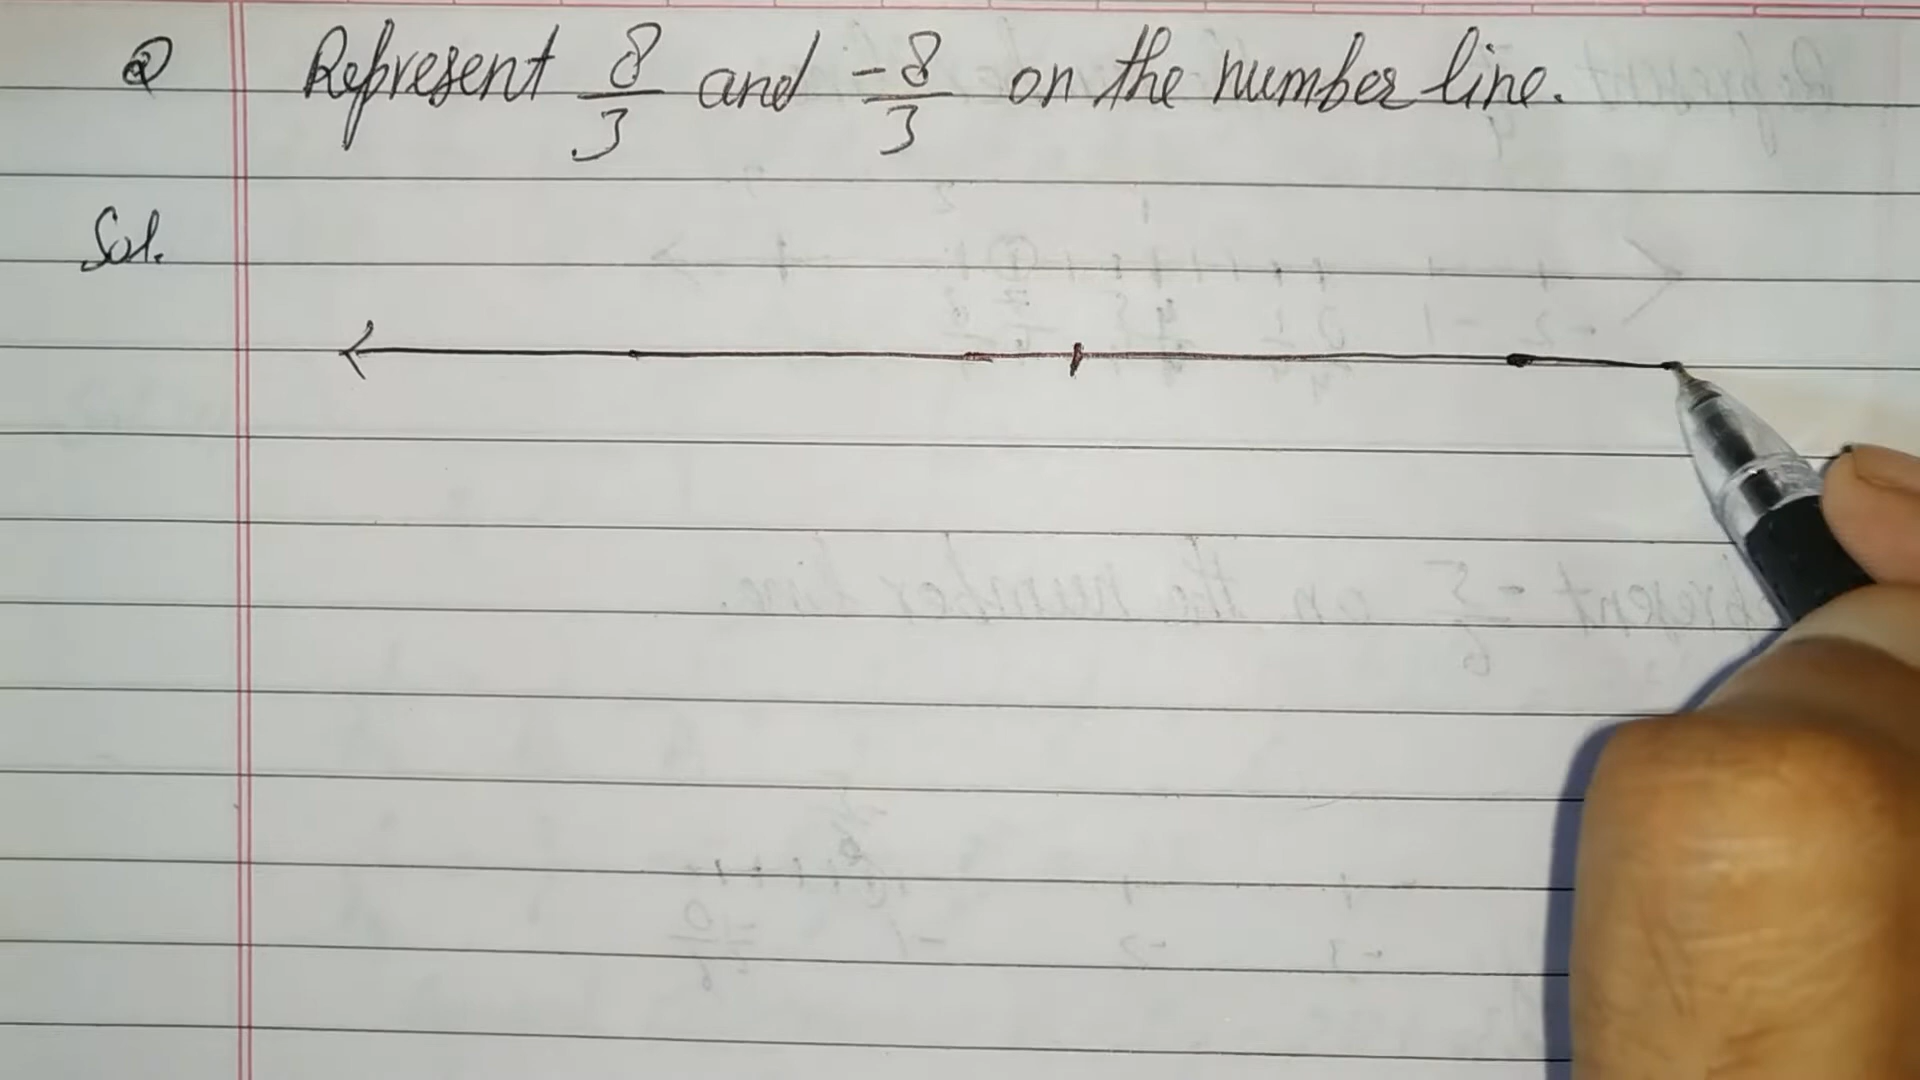 Q Represent 8/3 and -8/3 on the number line.
Sol.